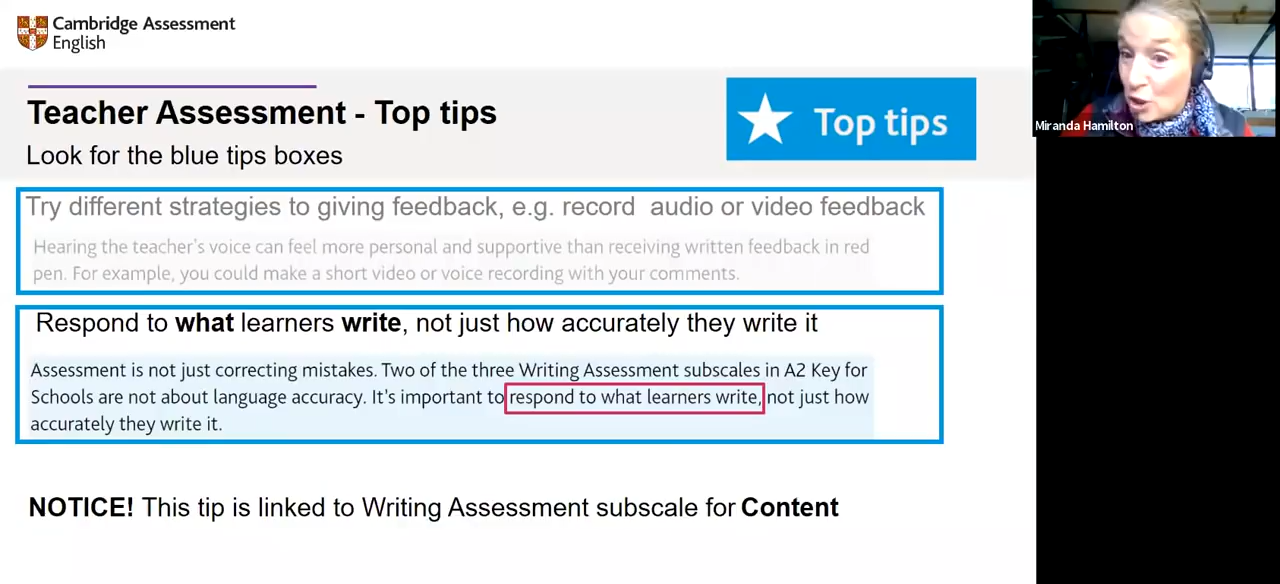 Cambridge Assessment
English
Teacher Assessment - Top tips
Look for the blue tips boxes
Top tips
Miranda Hamilton
Try different strategies to giving feedback, e.g. record audio or video feedback
Hearing the teacher's voice can feel more personal and supportive than receiving written feedback in red
pen. For example, you could make a short video or voice recording with your comments.
Respond to what learners write, not just how accurately they write it
Assessment is not just correcting mistakes. Two of the three Writing Assessment subscales in A2 Key for
Schools are not about language accuracy. It's important to respond to what learners write, not just how
accurately they write it.
NOTICE! This tip is linked to Writing Assessment subscale for Content